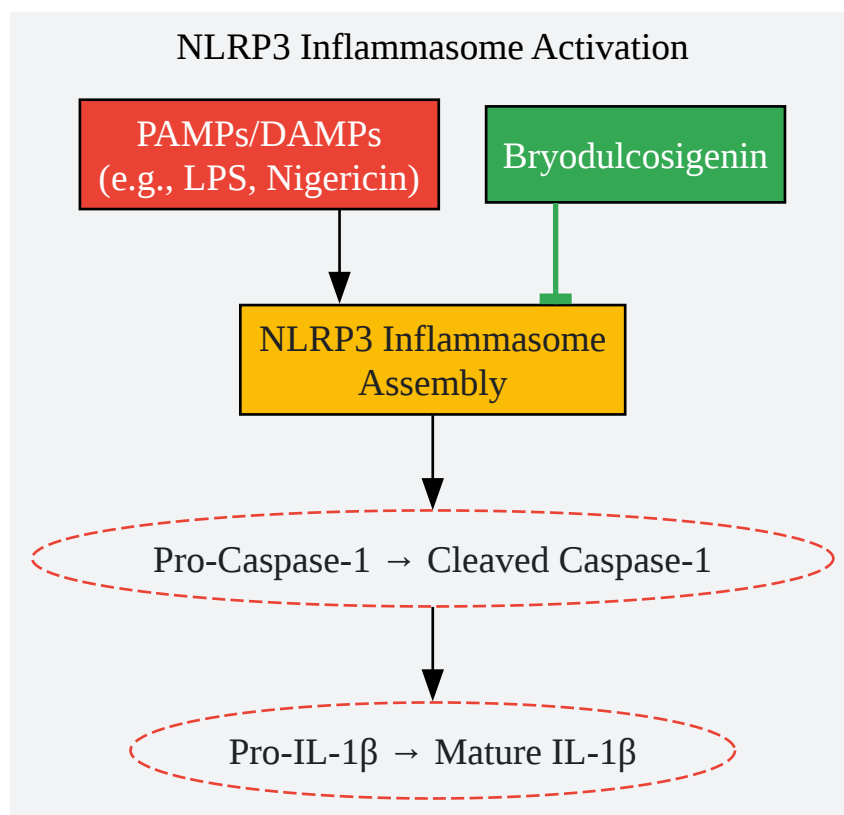 NLRP3 Inflammasome Activation
PAMPs/DAMPs
(e.g., LPS, Nigericin)
Bryodulcosigenin
NLRP3 Inflammasome
Assembly
Pro-Caspase-1 → Cleaved Caspase-1
Pro-IL-1β → Mature IL-1β